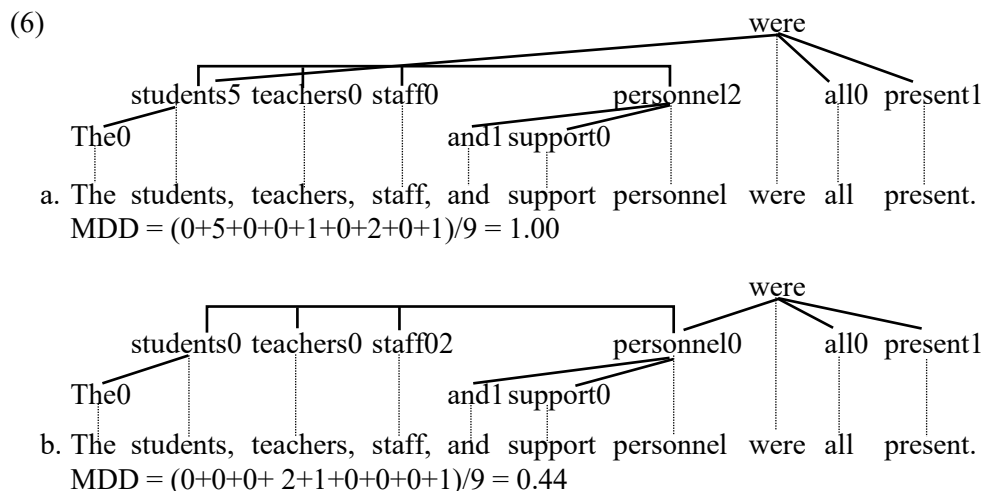 (6)
were
students5 teachers0 staff0 personnel2 all0 present1
The0 and1 support0
a. The students, teachers, staff, and support personnel were all present.
MDD = (0+5+0+0+1+0+2+0+1)/9 = 1.00
were
students0 teachers0 staff02 personnel0 all0 present1
The0 and1 support0
b. The students, teachers, staff, and support personnel were all present.
MDD = (0+0+0+ 2+1+0+0+0+1)/9 = 0.44